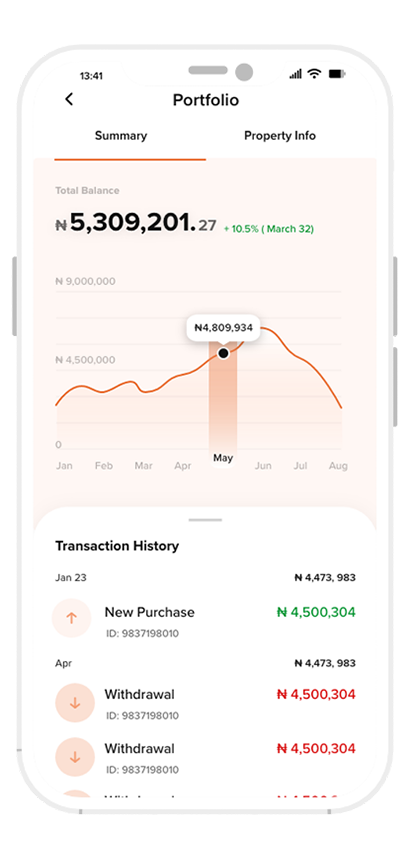 13:41
Portfolio
Summary Property Info
Total Balance
₦ 5,309,201.27 + 10.5% ( March 32)
₦ 9,000,000
₦4,809,934
₦ 4,500,000
0
Jan Feb Mar Apr May Jun Jul Aug
Transaction History
Jan 23 ₦ 4,473, 983
New Purchase ₦ 4,500,304
ID: 9837198010
Apr ₦ 4,473, 983
Withdrawal ₦ 4,500,304
ID: 9837198010
Withdrawal ₦ 4,500,304
ID: 9837198010